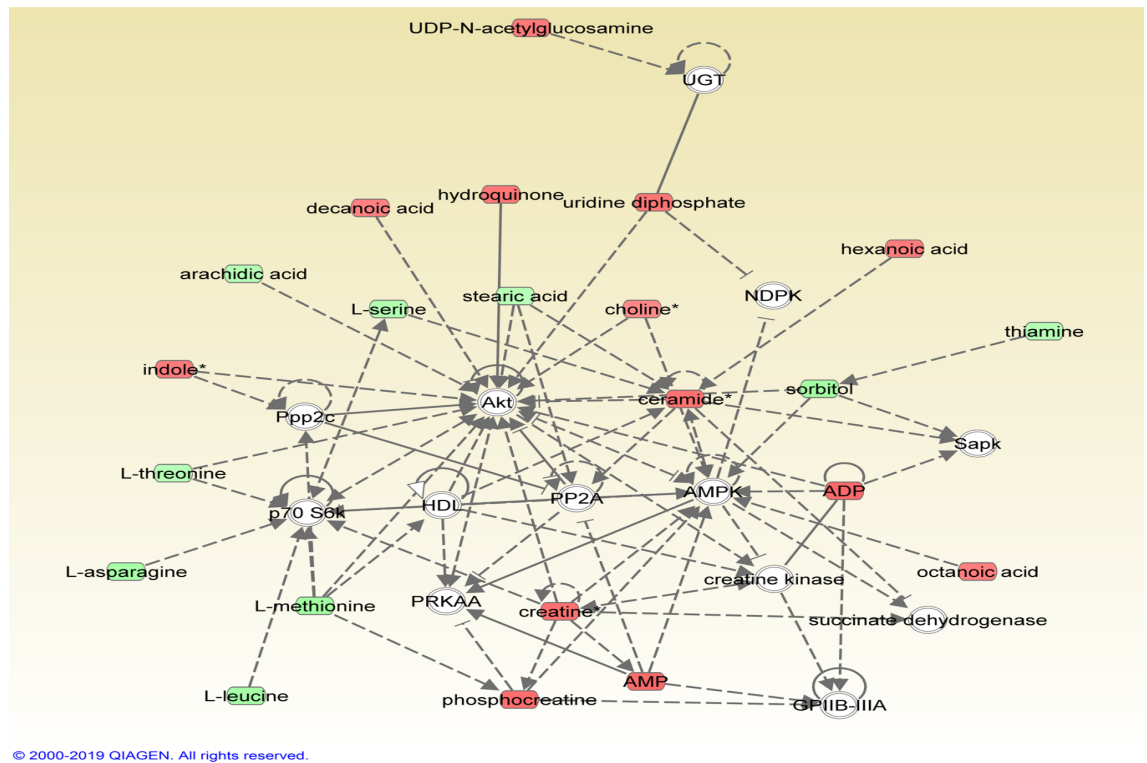 UDP-N-acetylglucosamine
UGT
hydroquinone
decanoic acid
uridine diphosphate
hexanoic acid
arachidic acid
stearic acid
NDPK
L-serine
choline*
thiamine
indole*
sorbitol
Akt
ceramide*
Ppp2c
Sapk
L-threonine
ADP
AMPK
PP2A
HDL
p70 S6k
L-asparagine
octanoic acid
creatine kinase
PRKAA
L-methionine
creatine*
succinate dehydrogenase
AMP
L-leucine
phosphocreatine
GPIIB-IIIA
© 2000-2019 QIAGEN. All rights reserved.